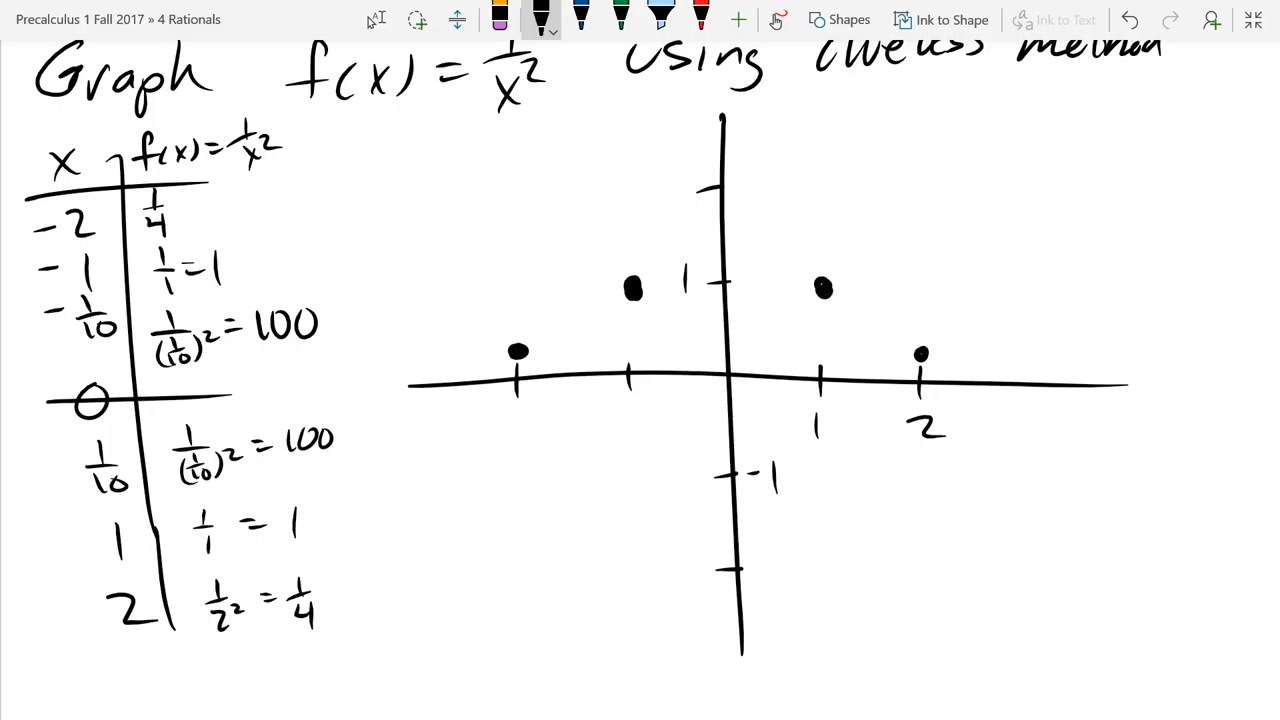 Precalculus 1 Fall 2017 » 4 Rationals
Shapes
Ink to Shape
Ink to Text
Graph f(x) = 1/x² Using clueless method
x f(x) = 1/x²
-2 1/4
-1 1/1 = 1
-1/10 1/(1/10)² = 100
0
1/10 1/(1/10)² = 100
1 1/1 = 1
2 1/2² = 1/4
1
1 2
-1